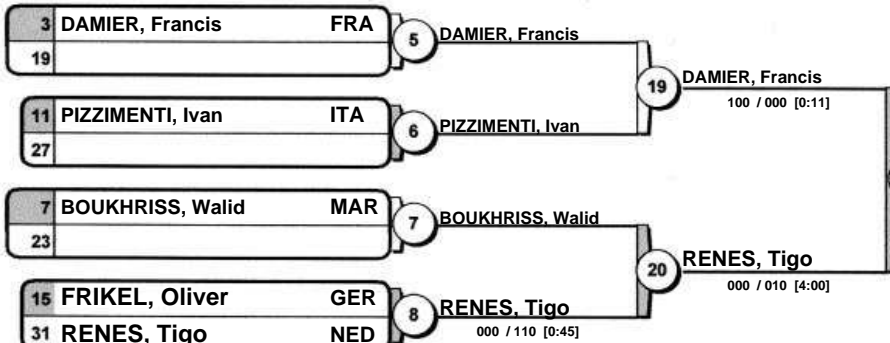 3 DAMIER, Francis FRA
19
5 DAMIER, Francis
11 PIZZIMENTI, Ivan ITA
27
6 PIZZIMENTI, Ivan
19 DAMIER, Francis
100 / 000 [0:11]
7 BOUKHRISS, Walid MAR
23
7 BOUKHRISS, Walid
15 FRIKEL, Oliver GER
31 RENES, Tigo NED
8 RENES, Tigo
000 / 110 [0:45]
20 RENES, Tigo
000 / 010 [4:00]